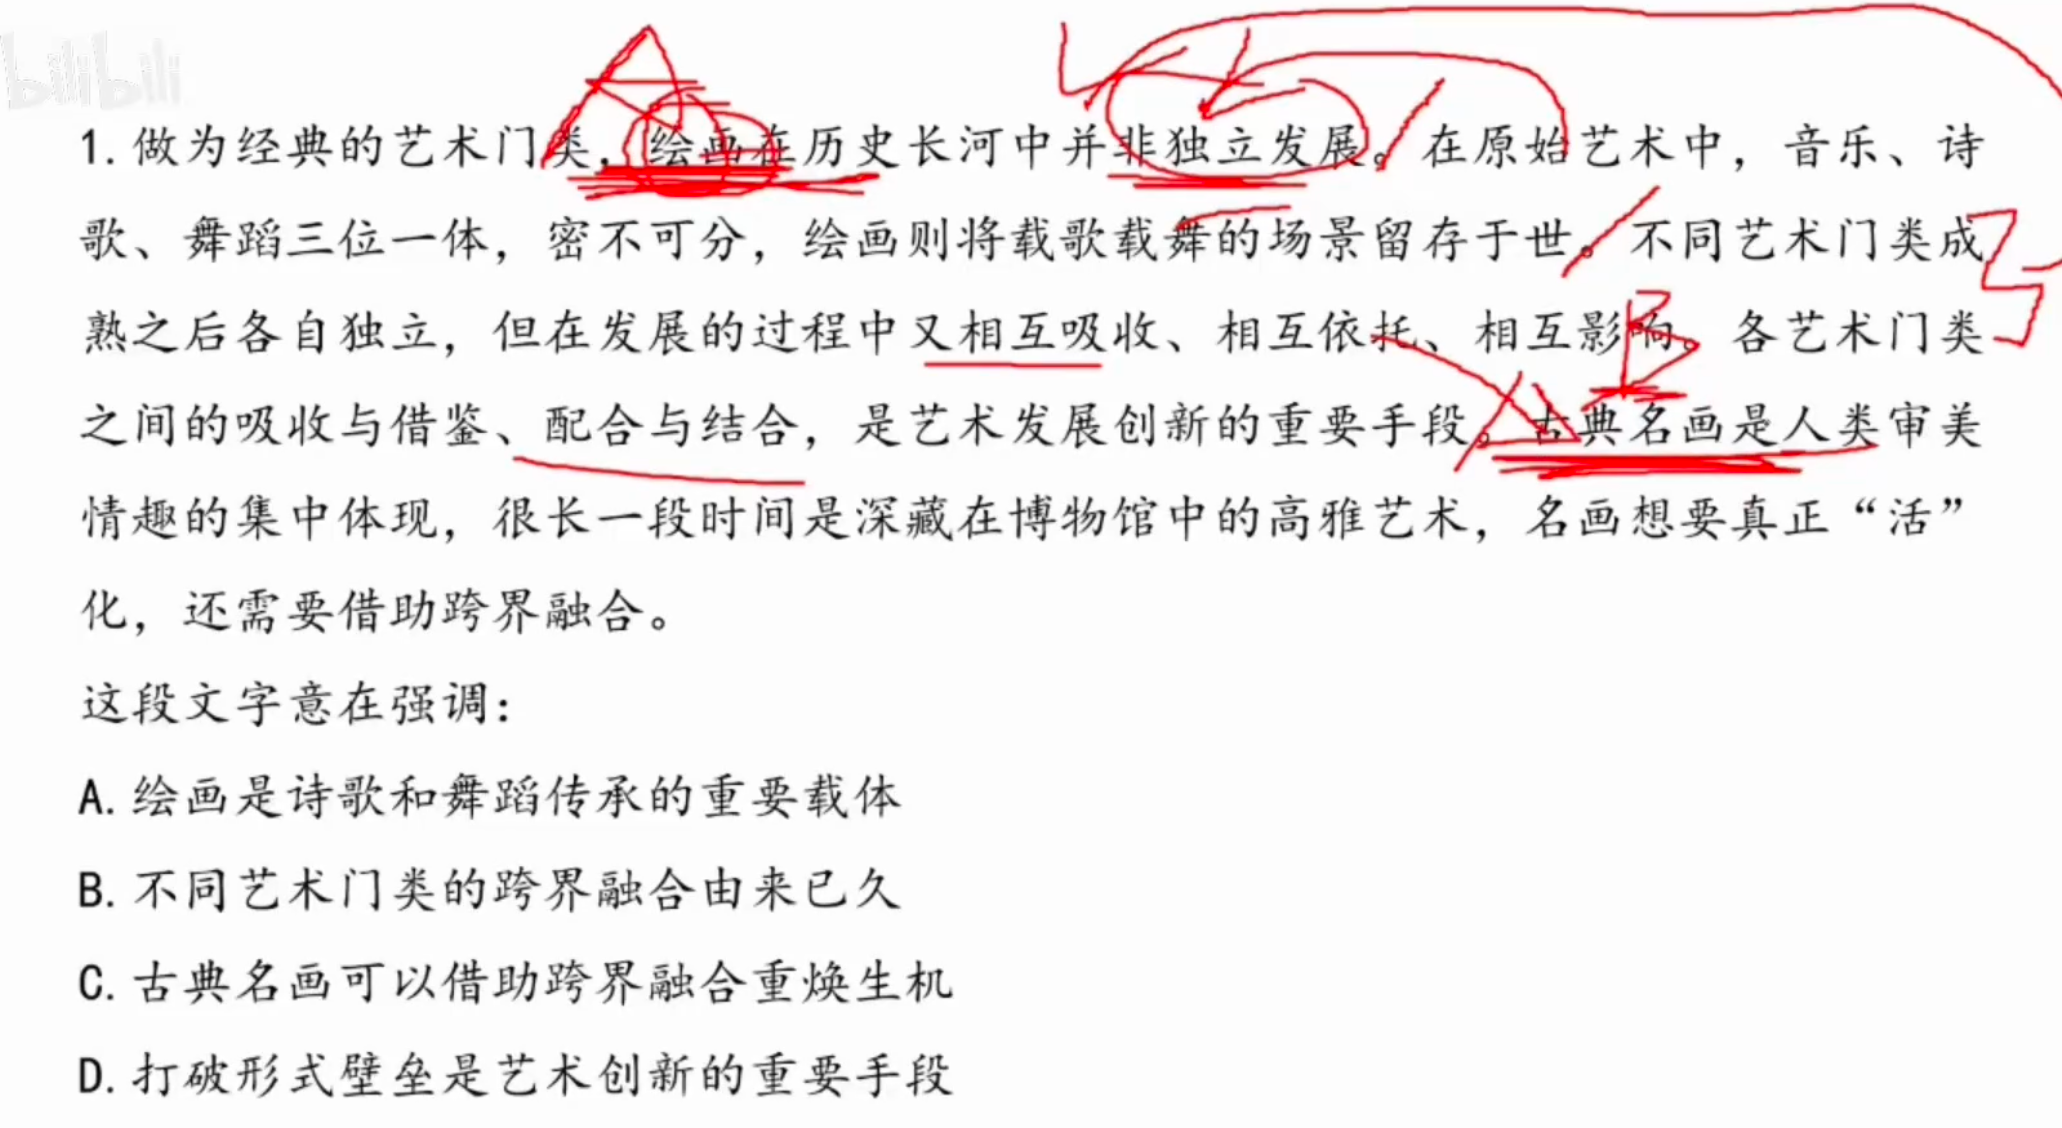 bilibili
1. 做为经典的艺术门类，绘画在历史长河中并非独立发展。在原始艺术中，音乐、诗
歌、舞蹈三位一体，密不可分，绘画则将载歌载舞的场景留存于世。不同艺术门类成
熟之后各自独立，但在发展的过程中又相互吸收、相互依托、相互影响。各艺术门类
之间的吸收与借鉴、配合与结合，是艺术发展创新的重要手段。古典名画是人类审美
情趣的集中体现，很长一段时间是深藏在博物馆中的高雅艺术，名画想要真正“活”
化，还需要借助跨界融合。
这段文字意在强调：
A. 绘画是诗歌和舞蹈传承的重要载体
B. 不同艺术门类的跨界融合由来已久
C. 古典名画可以借助跨界融合重焕生机
D. 打破形式壁垒是艺术创新的重要手段